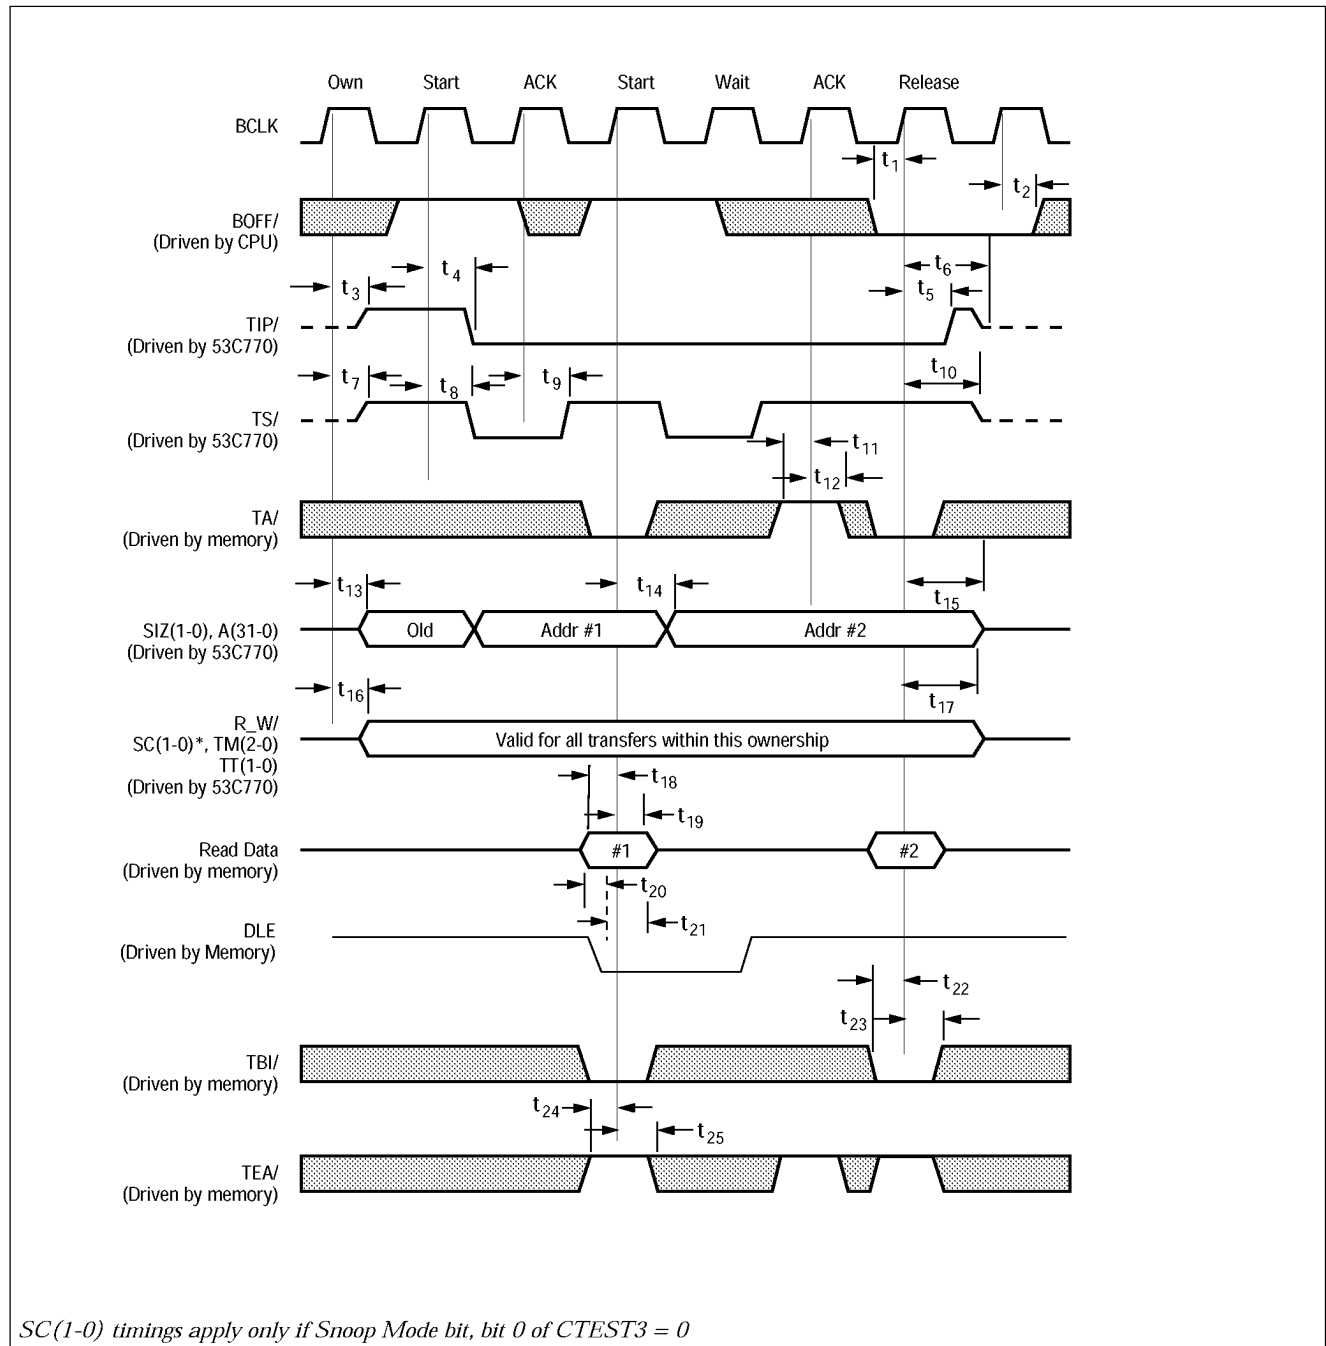 Own Start ACK Start Wait ACK Release
BCLK
t1
t2
BOFF/
(Driven by CPU)
t6
t4
t3
t5
TIP/
(Driven by 53C770)
t10
t7
t8
t9
TS/
(Driven by 53C770)
t11
t12
TA/
(Driven by memory)
t13
t14
t15
SIZ(1-0), A(31-0)
(Driven by 53C770)
Old Addr #1 Addr #2
t16
t17
R_W/
SC(1-0)*, TM(2-0)
TT(1-0)
(Driven by 53C770)
Valid for all transfers within this ownership
t18
t19
Read Data
(Driven by memory)
#1 #2
t20
t21
DLE
(Driven by Memory)
t22
t23
TBI/
(Driven by memory)
t24
t25
TEA/
(Driven by memory)
SC(1-0) timings apply only if Snoop Mode bit, bit 0 of CTEST3 = 0